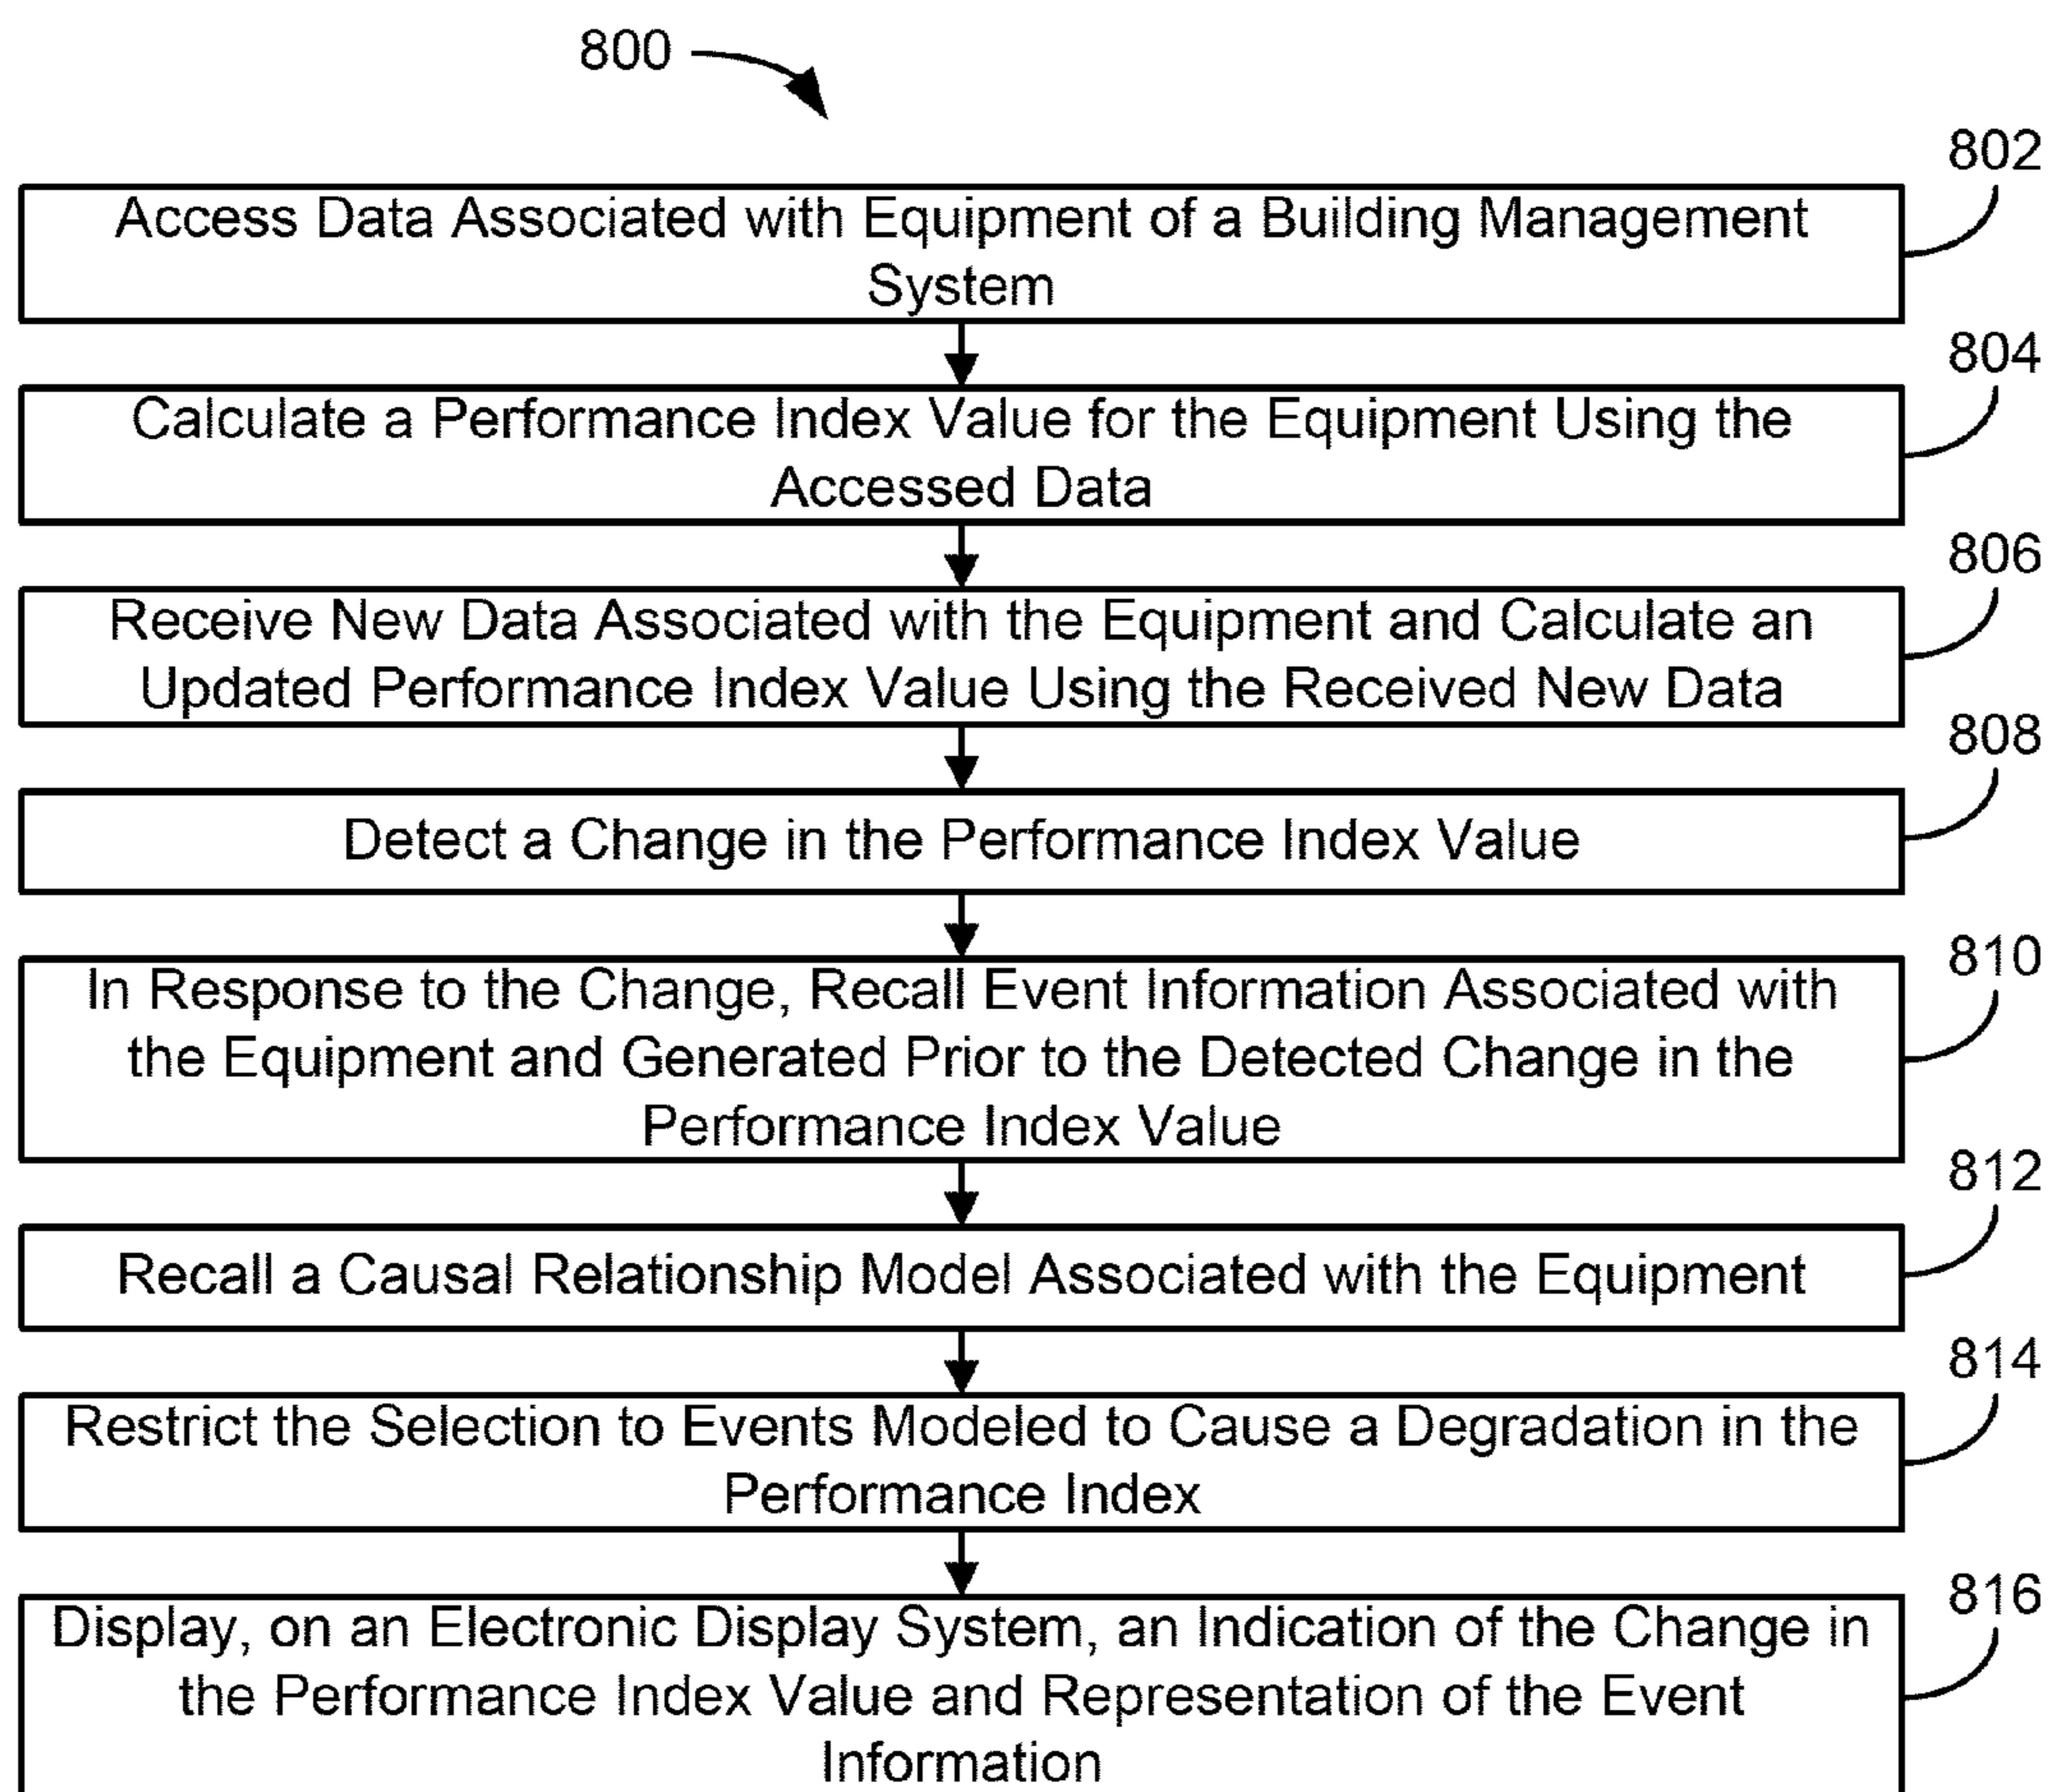 800
802
Access Data Associated with Equipment of a Building Management
System
804
Calculate a Performance Index Value for the Equipment Using the
Accessed Data
806
Receive New Data Associated with the Equipment and Calculate an
Updated Performance Index Value Using the Received New Data
808
Detect a Change in the Performance Index Value
810
In Response to the Change, Recall Event Information Associated with
the Equipment and Generated Prior to the Detected Change in the
Performance Index Value
812
Recall a Causal Relationship Model Associated with the Equipment
814
Restrict the Selection to Events Modeled to Cause a Degradation in the
Performance Index
816
Display, on an Electronic Display System, an Indication of the Change in
the Performance Index Value and Representation of the Event
Information